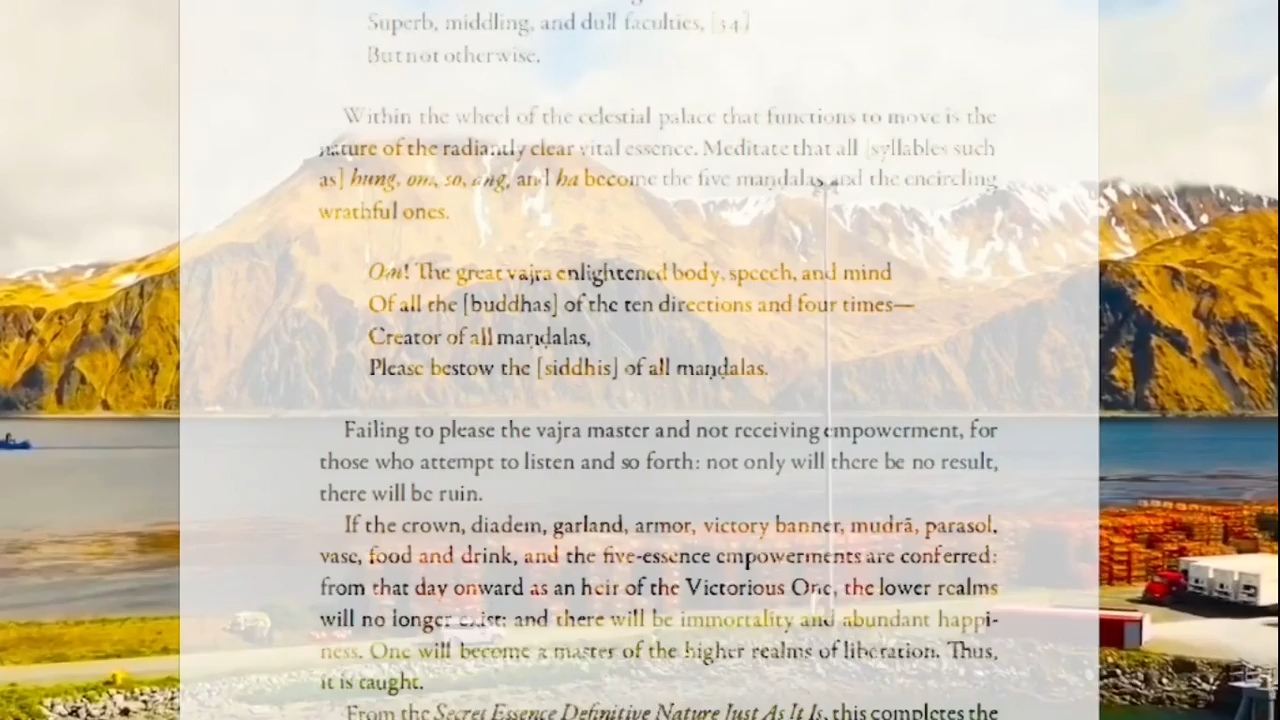 Superb, middling, and dull faculties, [34]
But not otherwise.
Within the wheel of the celestial palace that functions to move is the
nature of the radiantly clear vital essence. Meditate that all [syllables such
as] hung, om, so, ang, and ha become the five maṇḍalas and the encircling
wrathful ones.
Om! The great vajra enlightened body, speech, and mind
Of all the [buddhas] of the ten directions and four times—
Creator of all maṇḍalas,
Please bestow the [siddhis] of all maṇḍalas.
Failing to please the vajra master and not receiving empowerment, for
those who attempt to listen and so forth: not only will there be no result,
there will be ruin.
If the crown, diadem, garland, armor, victory banner, mudrā, parasol,
vase, food and drink, and the five-essence empowerments are conferred:
from that day onward as an heir of the Victorious One, the lower realms
will no longer exist; and there will be immortality and abundant happi-
ness. One will become a master of the higher realms of liberation. Thus,
it is caught.
From the Secret Essence Definitive Nature Just As It Is, this completes the